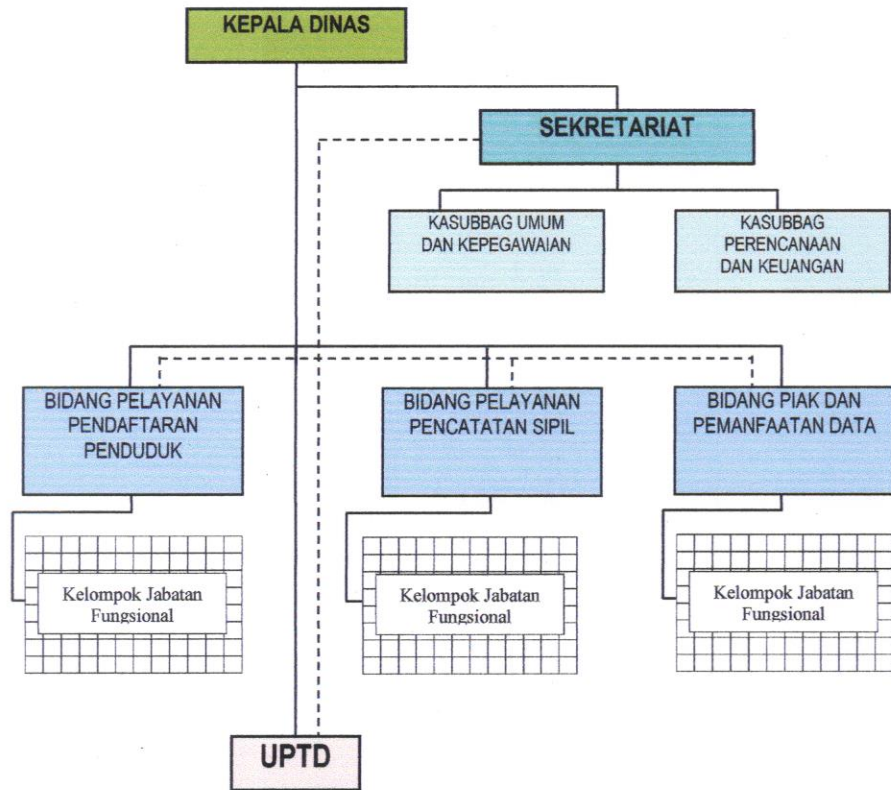 KEPALA DINAS
SEKRETARIAT
KASUBBAG UMUM
DAN KEPEGAWAIAN
KASUBBAG
PERENCANAAN
DAN KEUANGAN
BIDANG PELAYANAN
PENDAFTARAN
PENDUDUK
BIDANG PELAYANAN
PENCATATAN SIPIL
BIDANG PIAK DAN
PEMANFAATAN DATA
Kelompok Jabatan
Fungsional
Kelompok Jabatan
Fungsional
Kelompok Jabatan
Fungsional
UPTD